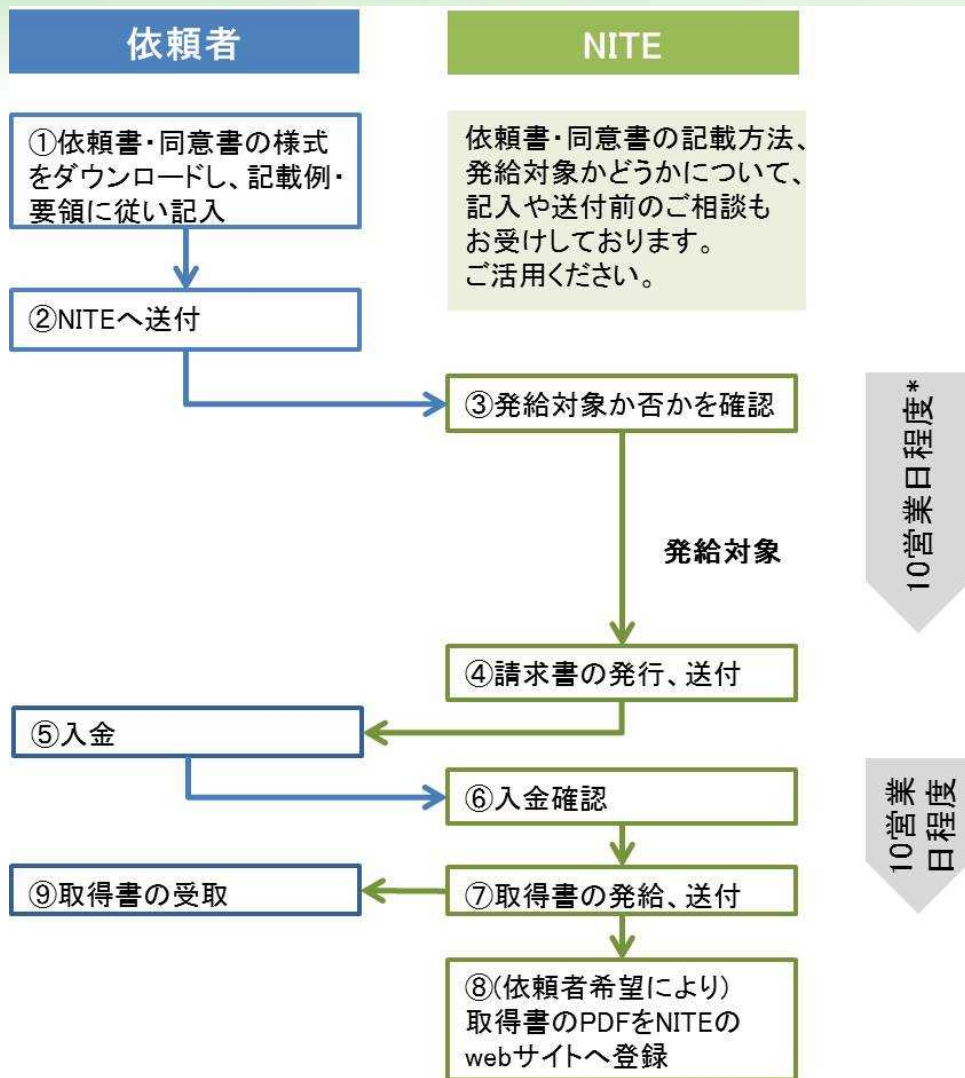 依頼者
NITE
①依頼書・同意書の様式
をダウンロードし、記載例・
要領に従い記入
依頼書・同意書の記載方法、
発給対象かどうかについて、
記入や送付前のご相談も
お受けしております。
ご活用ください。
②NITEへ送付
③発給対象か否かを確認
10営業日程度*
発給対象
④請求書の発行、送付
⑤入金
⑥入金確認
10営業
日程度
⑨取得書の受取
⑦取得書の発給、送付
⑧(依頼者希望により)
取得書のPDFをNITEの
webサイトへ登録